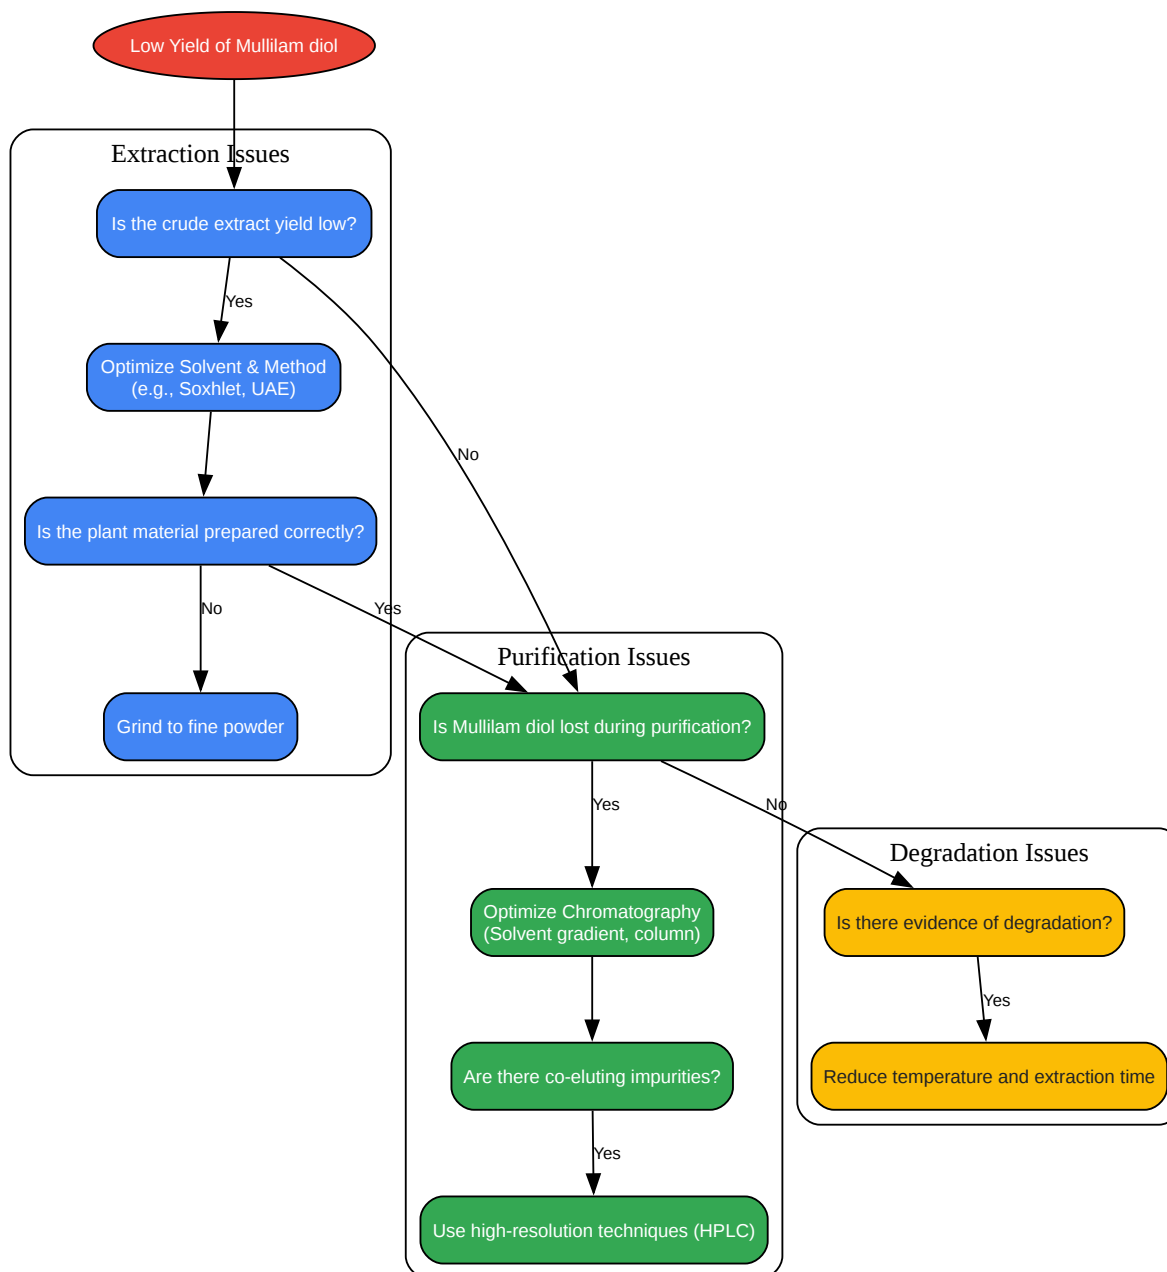 Low Yield of Mullilam diol
Extraction Issues
Is the crude extract yield low?
Yes
Optimize Solvent & Method
(e.g., Soxhlet, UAE)
No
Is the plant material prepared correctly?
No
Yes
Grind to fine powder
Purification Issues
Is Mullilam diol lost during purification?
Yes
No
Optimize Chromatography
(Solvent gradient, column)
Are there co-eluting impurities?
Yes
Use high-resolution techniques (HPLC)
Degradation Issues
Is there evidence of degradation?
Yes
Reduce temperature and extraction time